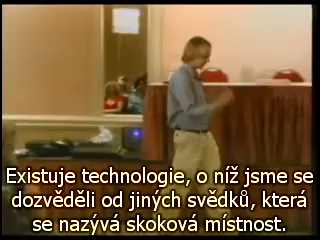 Existuje technologie, o níž jsme se
dozvěděli od jiných svědků, která
se nazývá skoková místnost.